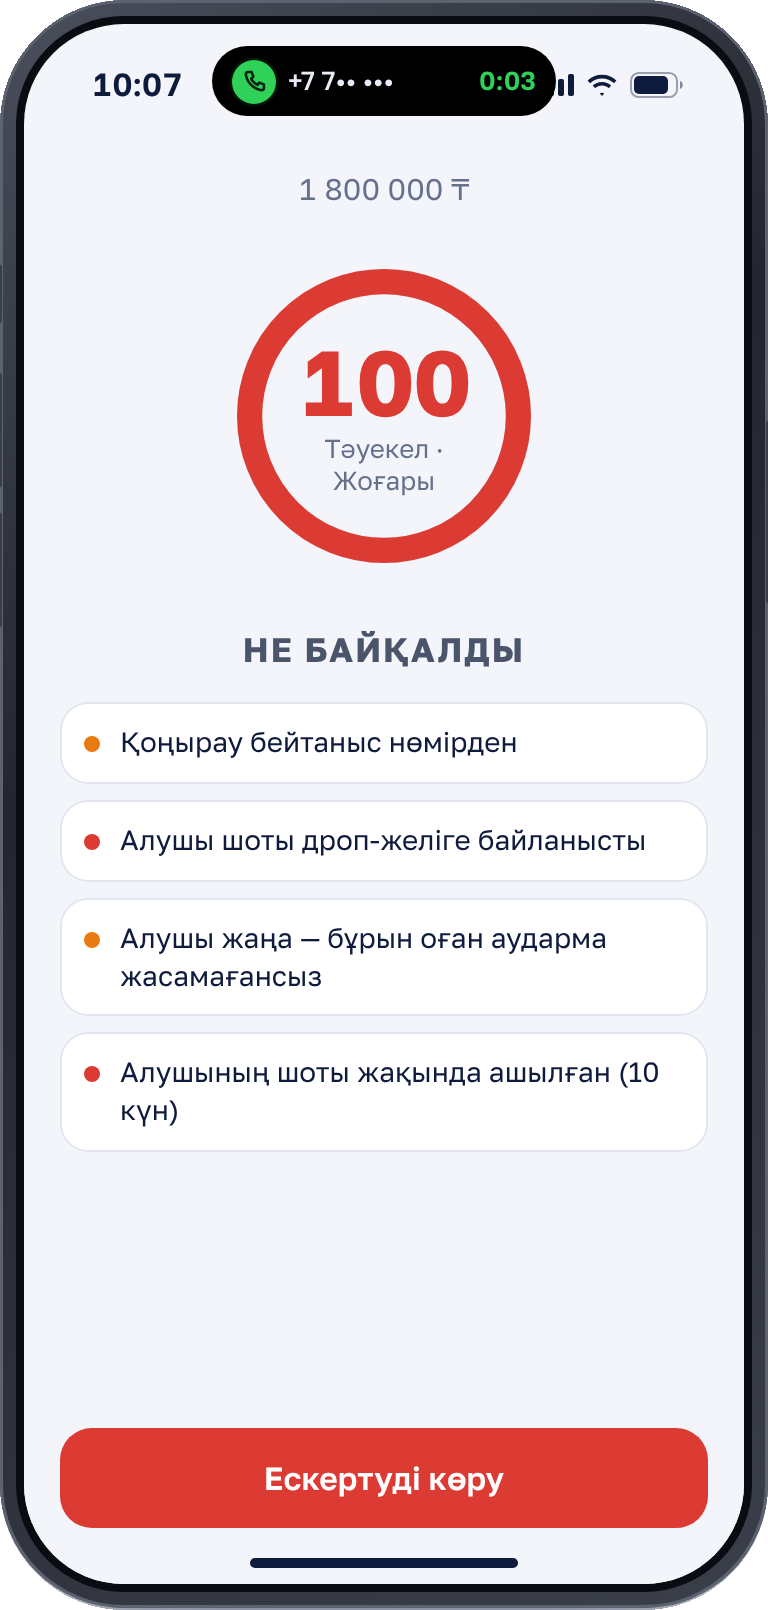 10:07
+7 7•• •••
0:03
1 800 000 ₸
100
Тәуекел ·
Жоғары
НЕ БАЙҚАЛДЫ
Қоңырау бейтаныс нөмірден
Алушы шоты дроп-желіге байланысты
Алушы жаңа — бұрын оған аударма
жасамағансыз
Алушының шоты жақында ашылған (10
күн)
Ескертуді көру